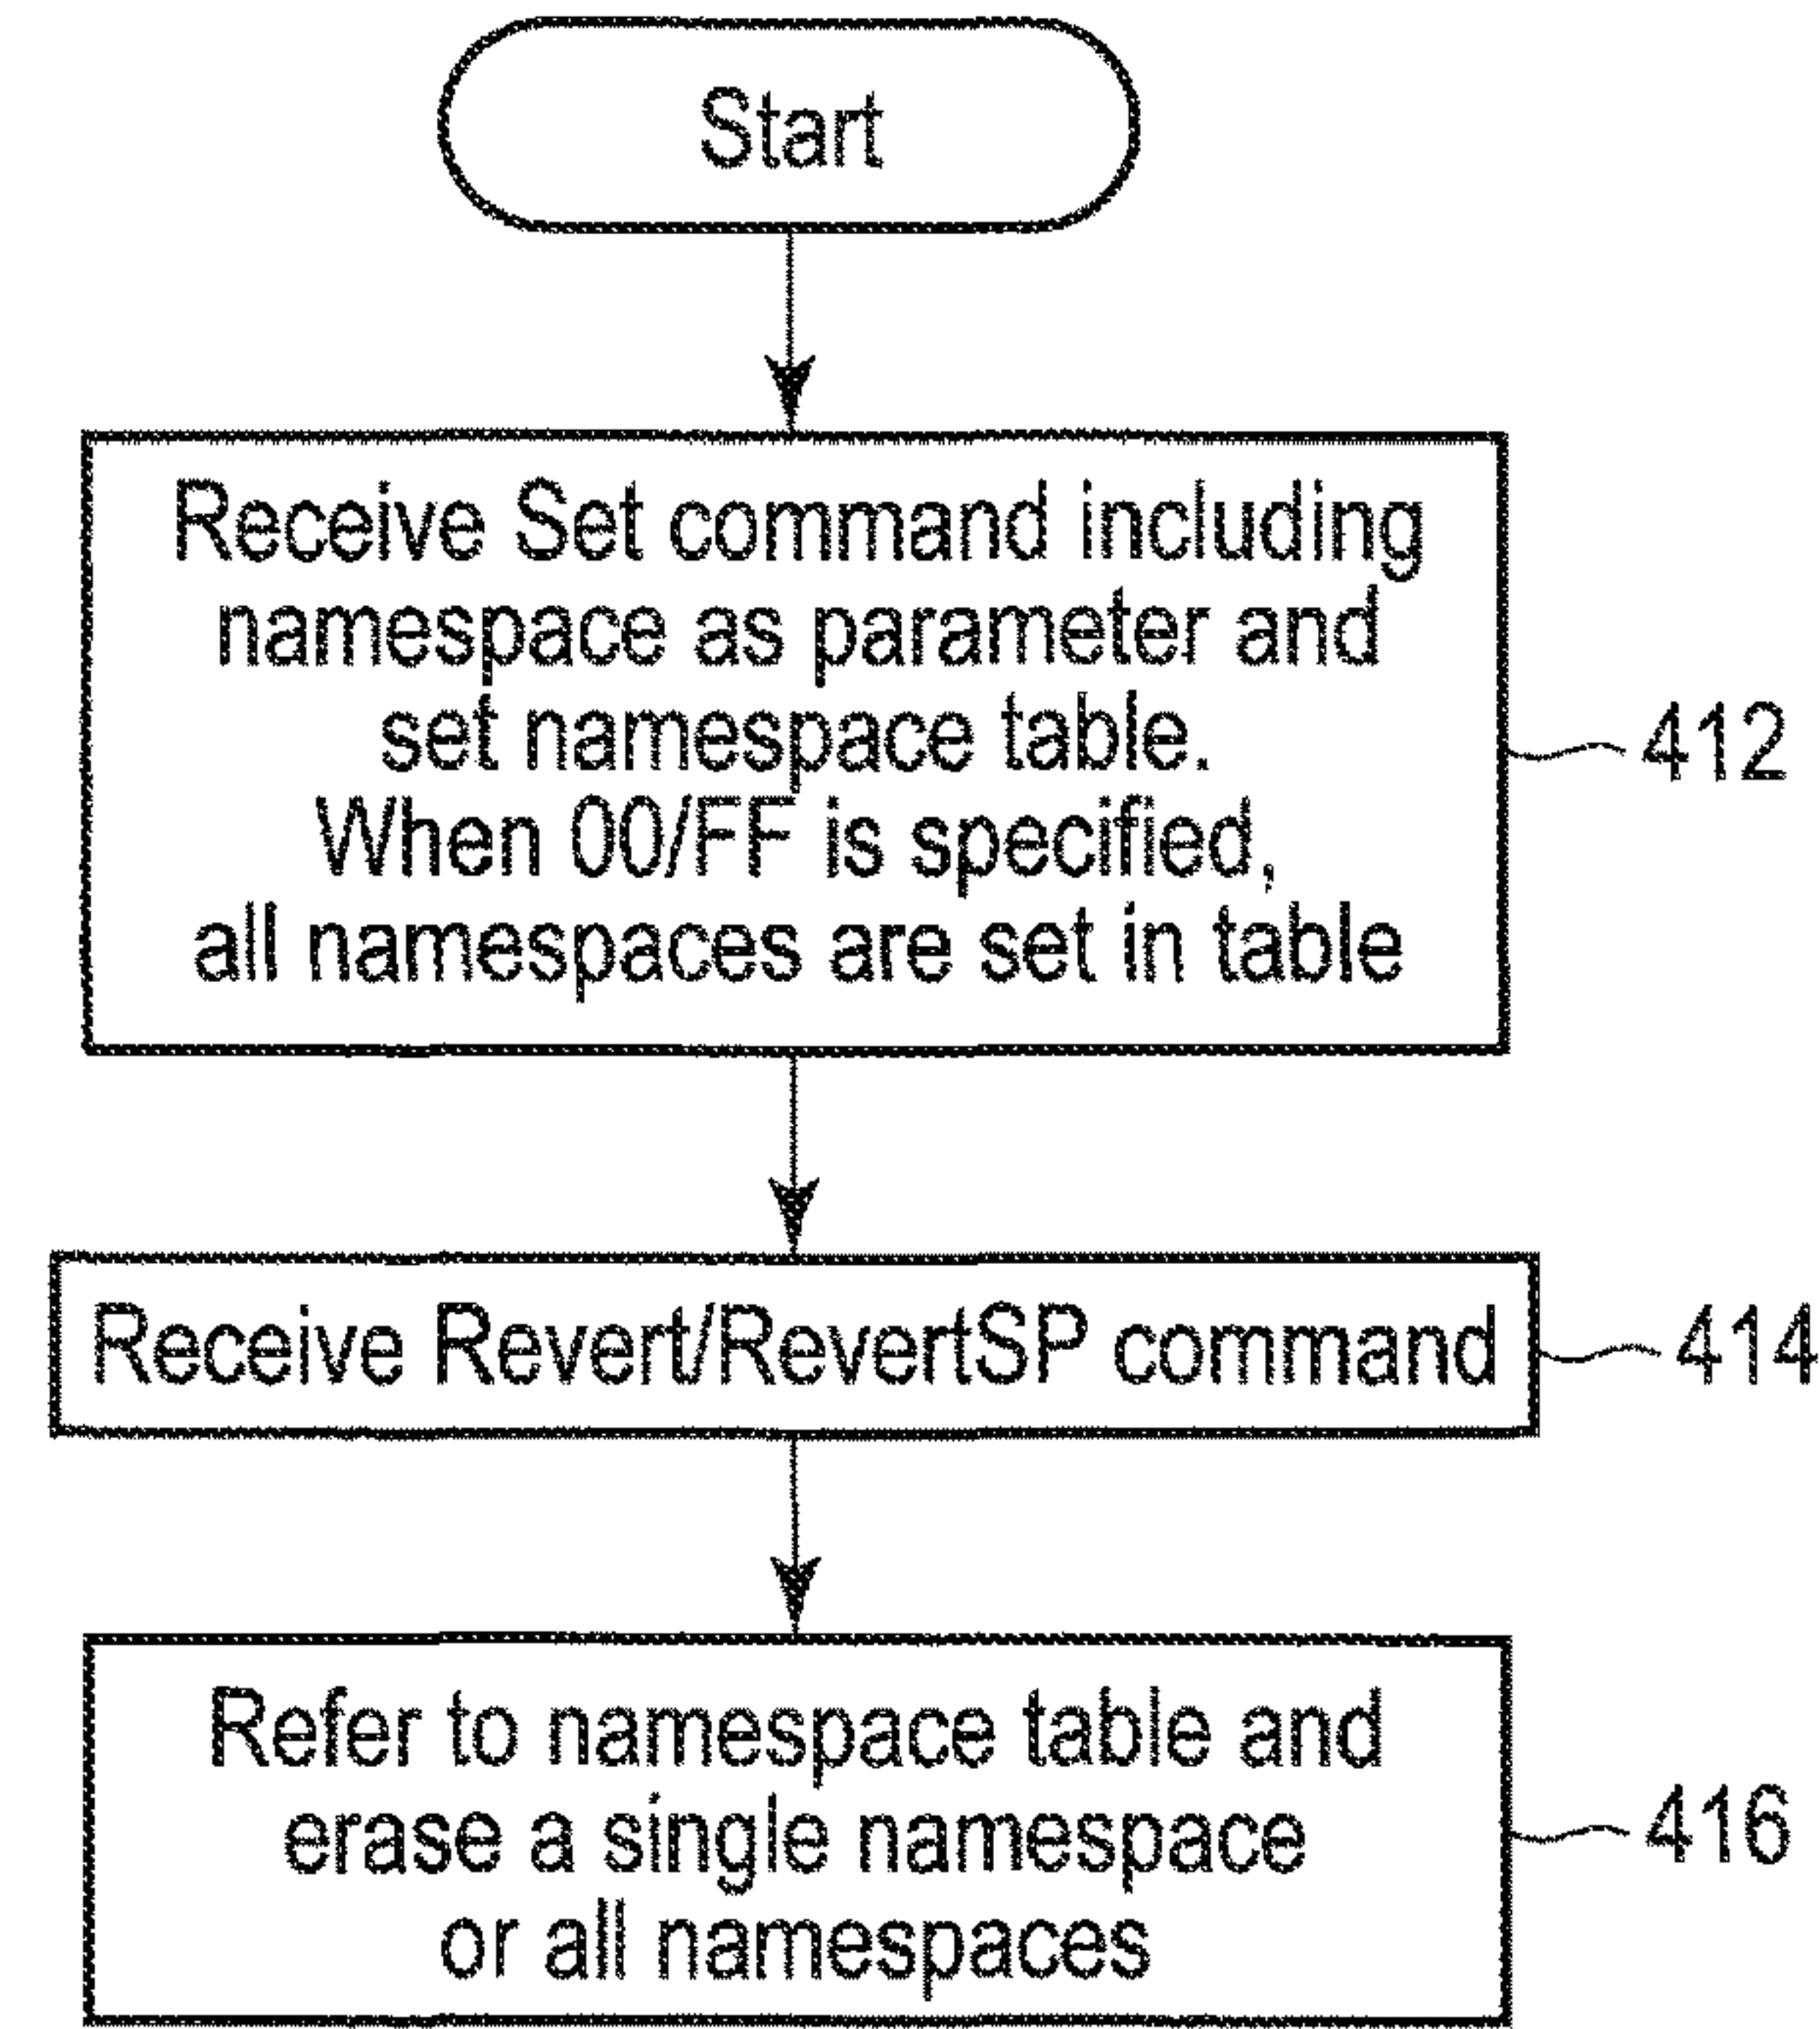 Start
Receive Set command including
namespace as parameter and
set namespace table.
When 00/FF is specified,
all namespaces are set in table
412
Receive Revert/RevertSP command
414
Refer to namespace table and
erase a single namespace
or all namespaces
416